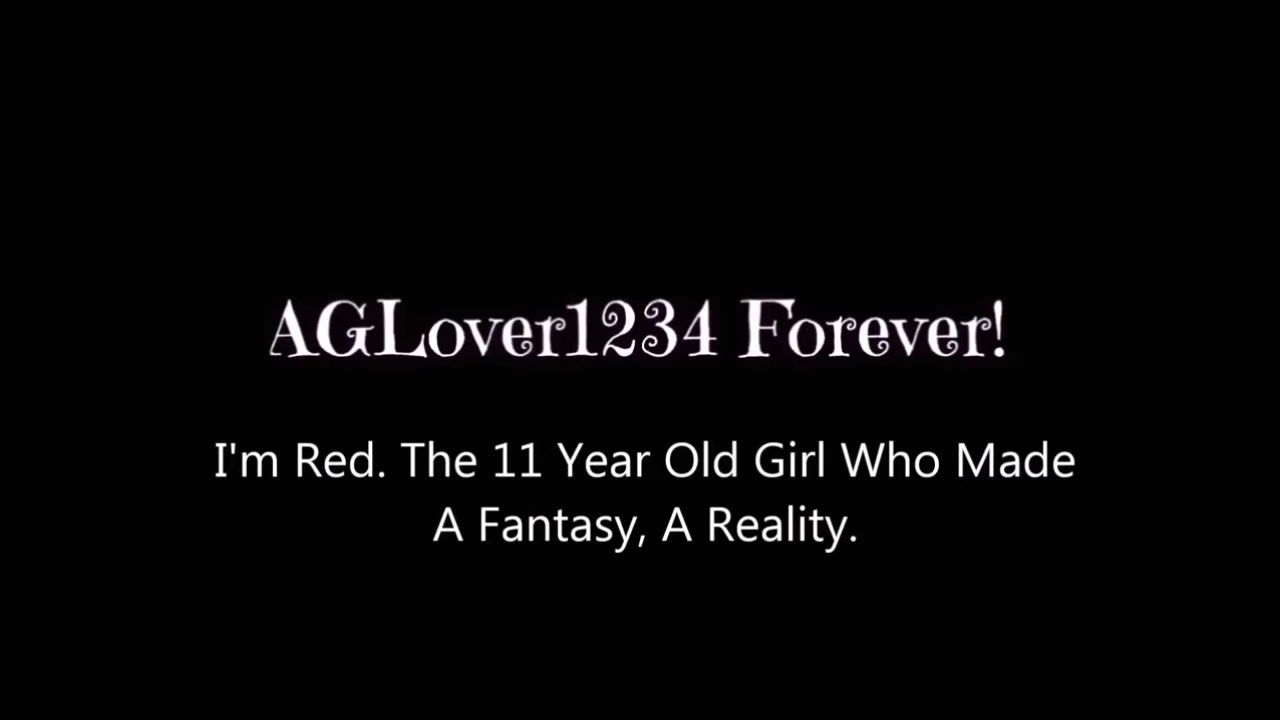 AGLover1234 Forever!
I'm Red. The 11 Year Old Girl Who Made
A Fantasy, A Reality.